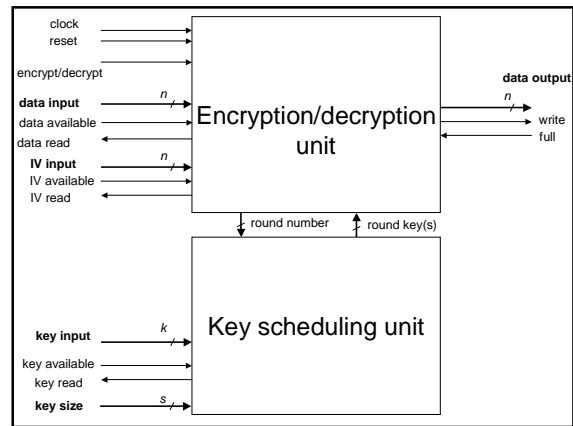 clock
reset
encrypt/decrypt
data input n
data available
data read
IV input n
IV available
IV read
Encryption/decryption
unit
data output
n
write
full
round number
round key(s)
Key scheduling unit
key input k
key available
key read
key size s